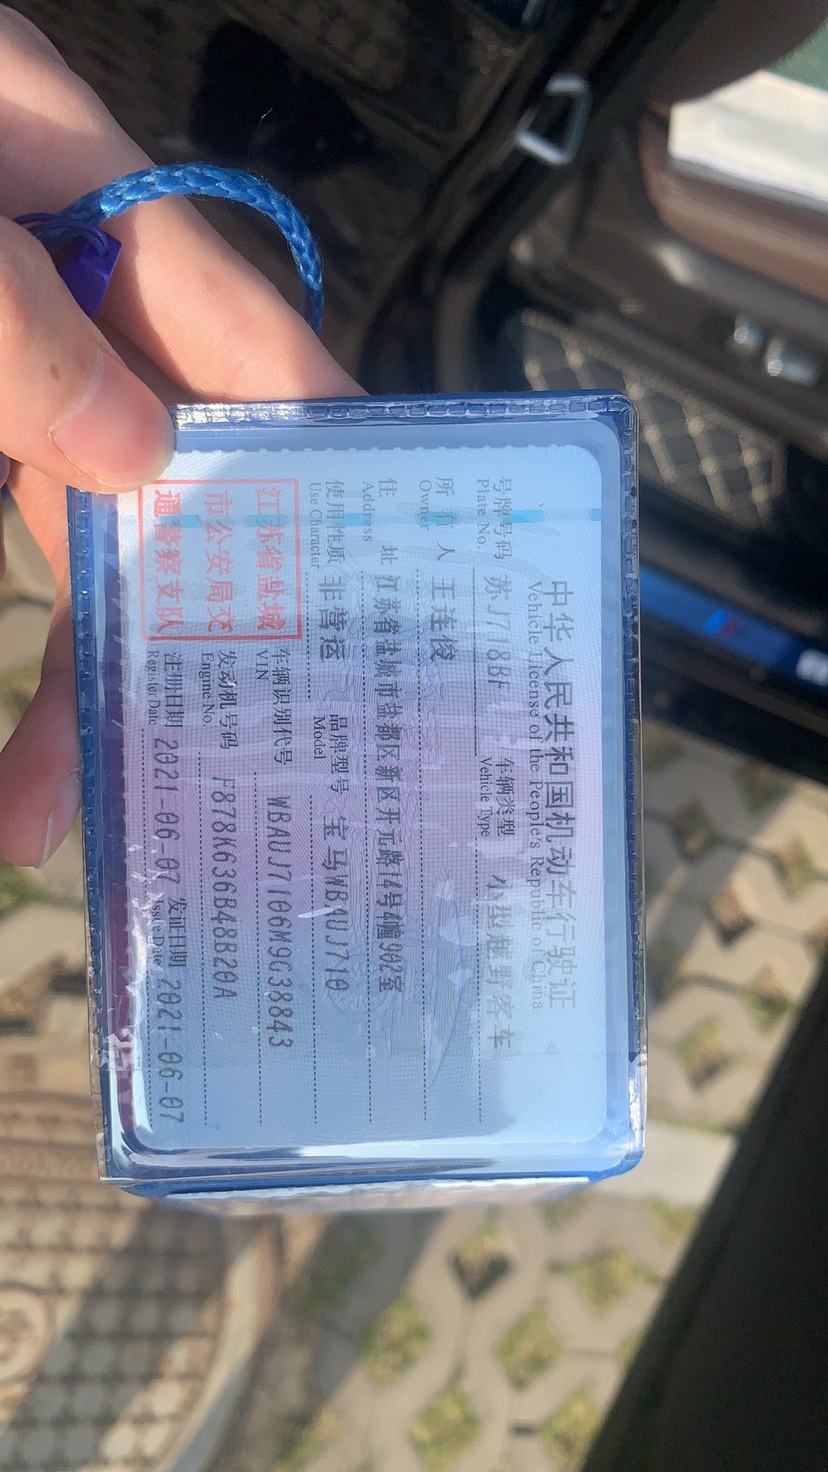 中华人民共和国机动车行驶证
Vehicle License of the People's Republic of China
号牌号码 苏J718BF 车辆类型 小型越野客车
Plate No. Vehicle Type
所有人 王连俊
Owner
住址 江苏省盐城市盐都区新区开元路14号4幢902室
Address
使用性质 非营运 品牌型号 宝马WBAUJ710
Use Character Model
江苏省盐城
市公安局交
通警察支队
车辆识别代号 WBAUJ7106M9G38843
VIN
发动机号码 F878K636B48B20A
Engine No.
注册日期 2021-06-07 发证日期 2021-06-07
Register Date Issue Date